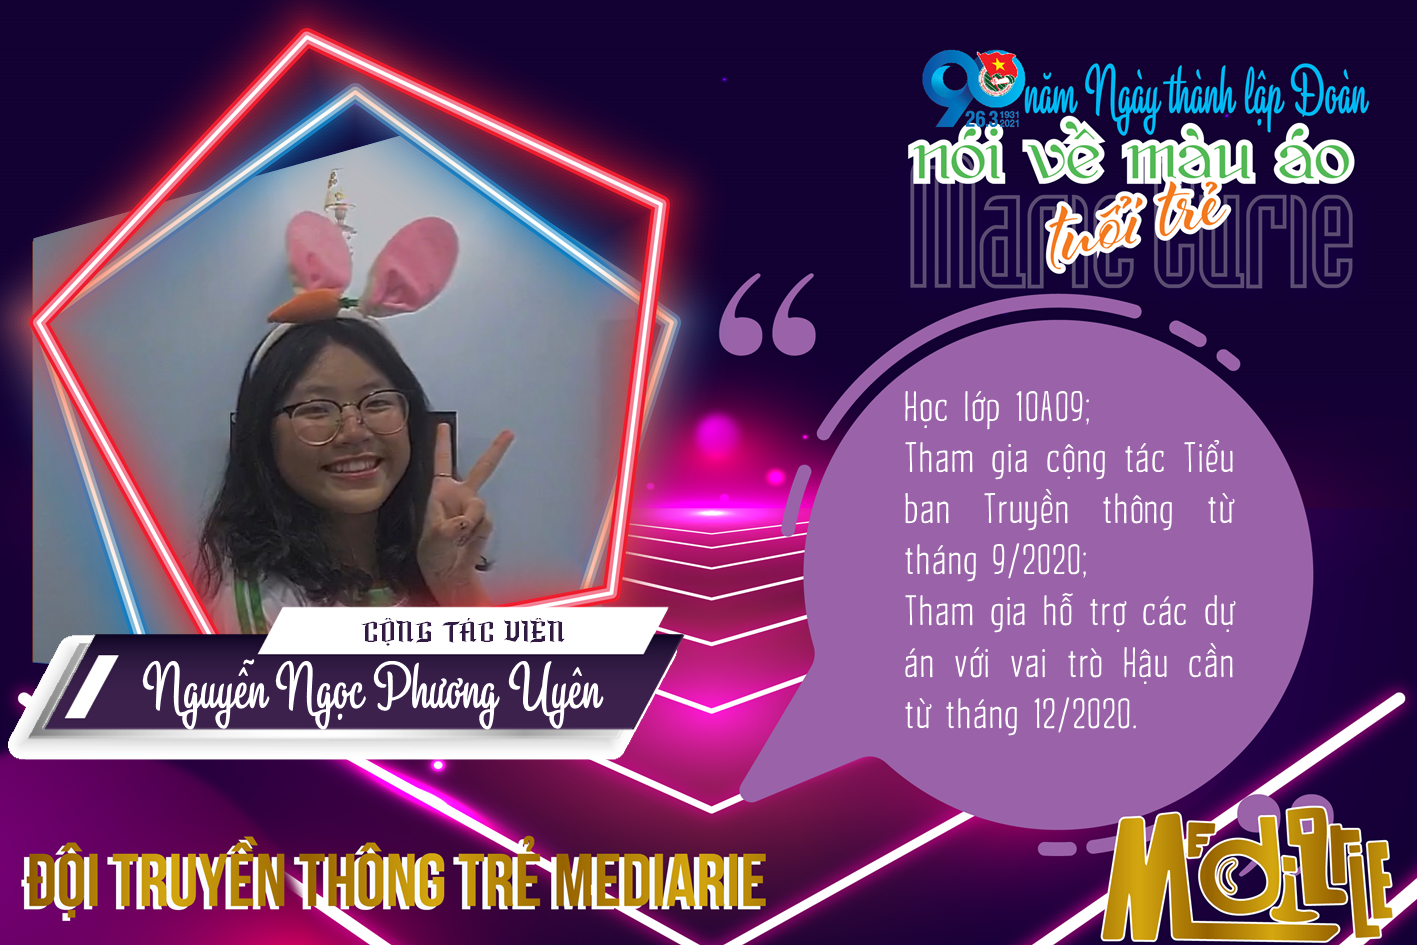 90 năm Ngày thành lập Đoàn
26.3 1931 2021
nói về màu áo
tuổi trẻ
Marie Curie
Học lớp 10A09;
Tham gia cộng tác Tiểu
ban Truyền thông từ
tháng 9/2020;
Tham gia hỗ trợ các dự
án với vai trò Hậu cần
từ tháng 12/2020.
CỘNG TÁC VIÊN
Nguyễn Ngọc Phương Uyên
ĐỘI TRUYỀN THÔNG TRẺ MEDIARIE
MEDIARIE